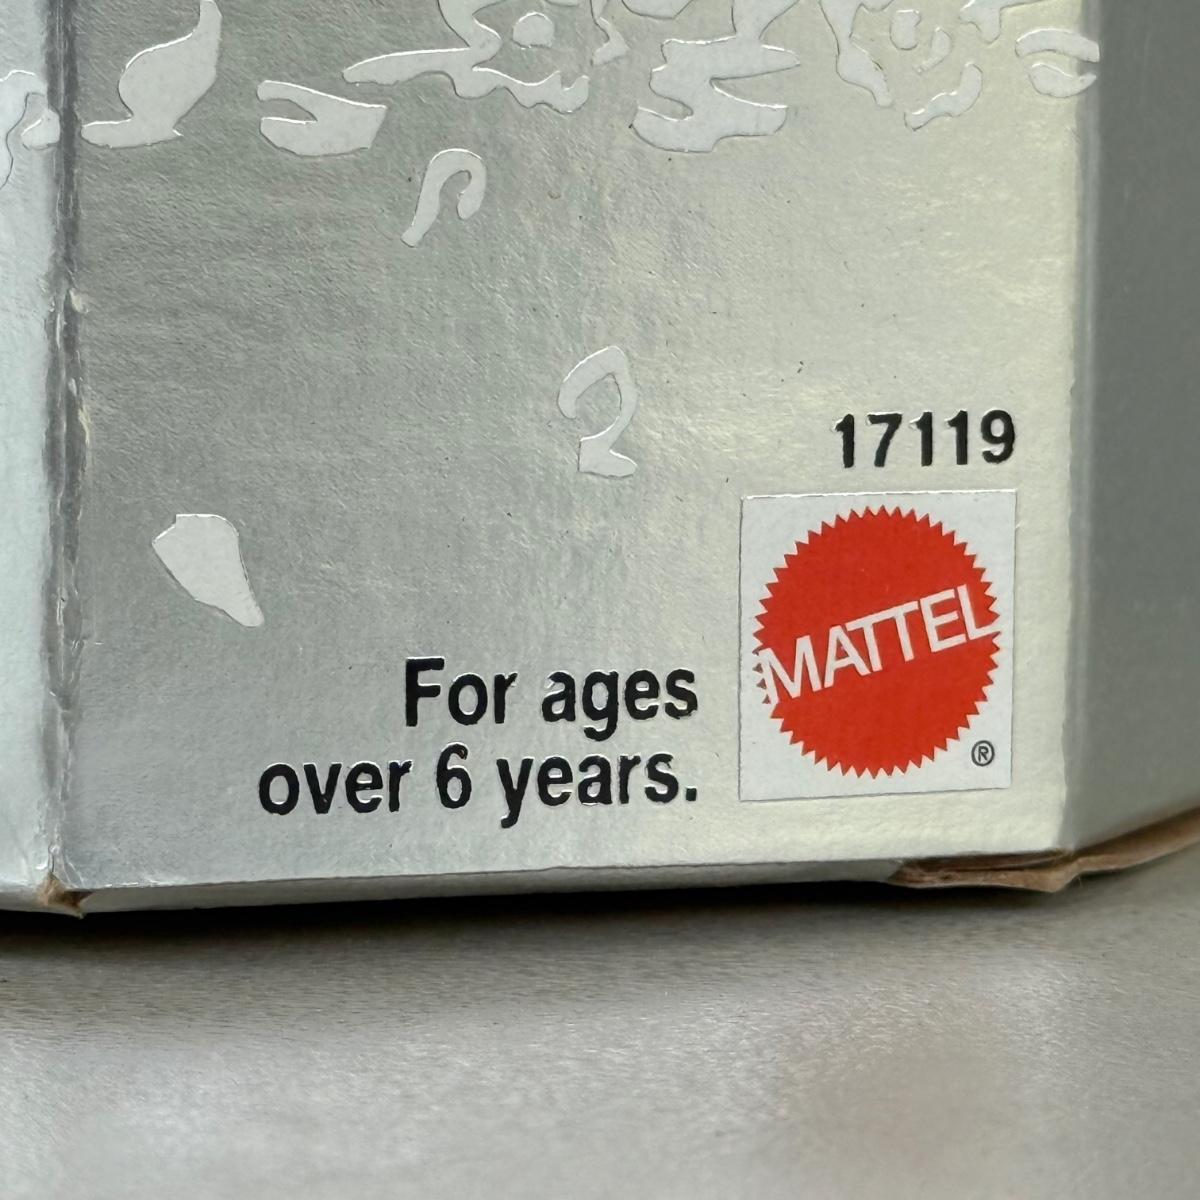 17119
MATTEL
®
For ages
over 6 years.